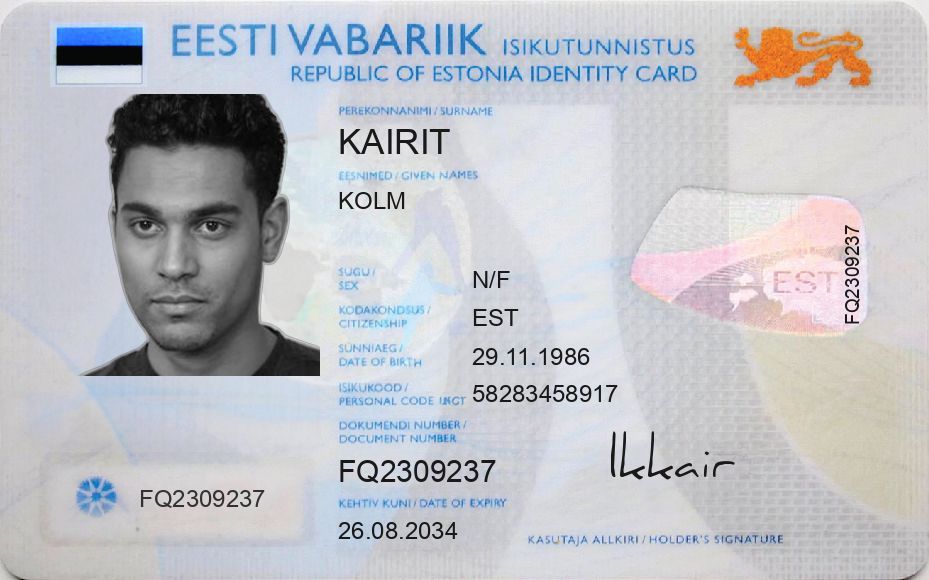 EESTI VABARIIK ISIKUTUNNISTUS
REPUBLIC OF ESTONIA IDENTITY CARD
PEREKONNANIMI / SURNAME
KAIRIT
EESNIMED / GIVEN NAMES
KOLM
SUGU /
SEX
N/F
KODAKONDSUS /
CITIZENSHIP
EST
SÜNNIAEG /
DATE OF BIRTH
29.11.1986
ISIKUKOOD /
PERSONAL CODE
58283458917
DOKUMENDI NUMBER /
DOCUMENT NUMBER
FQ2309237
KEHTIV KUNI / DATE OF EXPIRY
26.08.2034
FQ2309237
EST
FQ2309237
Ikkair
KASUTAJA ALLKIRI / HOLDER'S SIGNATURE